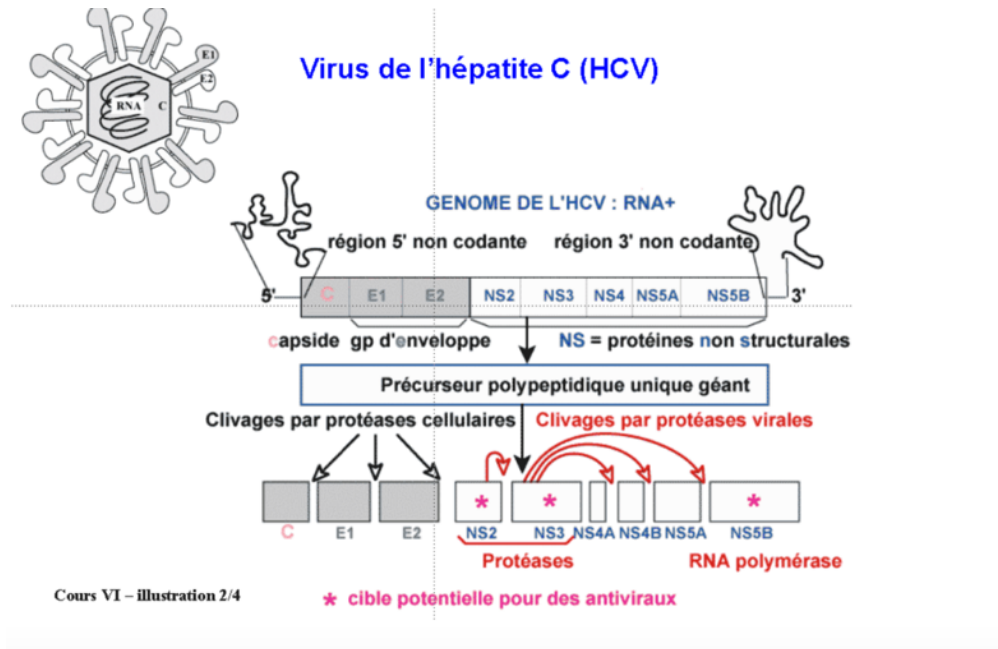 Virus de l'hépatite C (HCV)
E1
E2
RNA C
GENOME DE L'HCV : RNA+
région 5' non codante région 3' non codante
5' C E1 E2 NS2 NS3 NS4 NS5A NS5B 3'
capside gp d'enveloppe NS = protéines non structurales
Précurseur polypeptidique unique géant
Clivages par protéases cellulaires Clivages par protéases virales
* * *
C E1 E2 NS2 NS3 NS4A NS4B NS5A NS5B
Protéases RNA polymérase
Cours VI – illustration 2/4 * cible potentielle pour des antiviraux